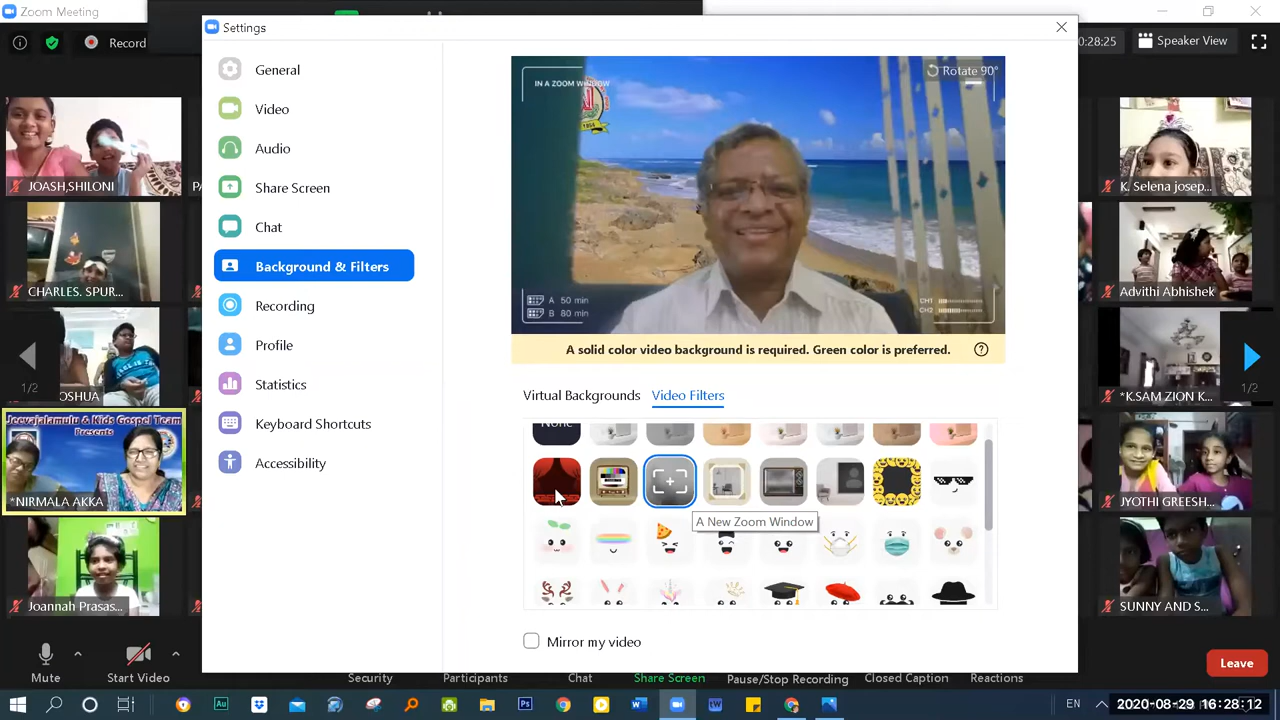 Zoom Meeting
Settings
Record
0:28:25
Speaker View
General
Video
Audio
Share Screen
Chat
Background & Filters
Recording
Profile
Statistics
Keyboard Shortcuts
Accessibility
IN A ZOOM WINDOW
Rotate 90°
1854
A 50 min
B 80 min
CH1
CH2
A solid color video background is required. Green color is preferred.
Virtual Backgrounds
Video Filters
None
A New Zoom Window
Mirror my video
JOASH,SHILONI
PA
CHARLES. SPUR...
OSHUA
1/2
Jeevajalamulu & Kids Gospel Team
Presents
*NIRMALA AKKA
Joannah Prasas...
K. Selena josep...
Advithi Abhishek
*K.SAM ZION K...
1/2
JYOTHI GREESH...
SUNNY AND S...
Mute
Start Video
Security
Participants
Chat
Share Screen
Pause/Stop Recording
Closed Caption
Reactions
Leave
EN
2020-08-29 16:28:12